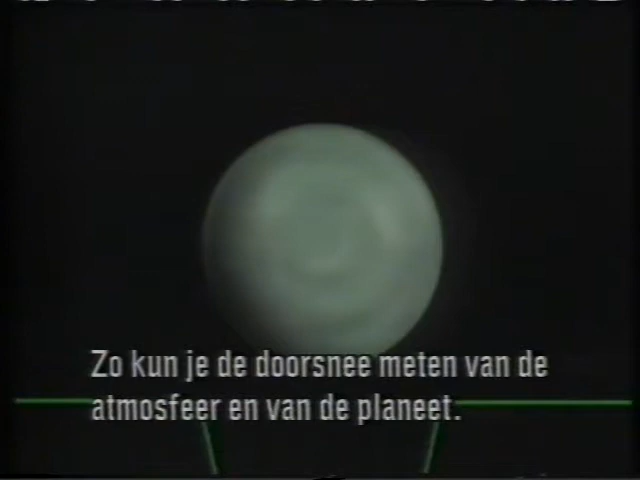 Zo kun je de doorsnee meten van de
atmosfeer en van de planeet.